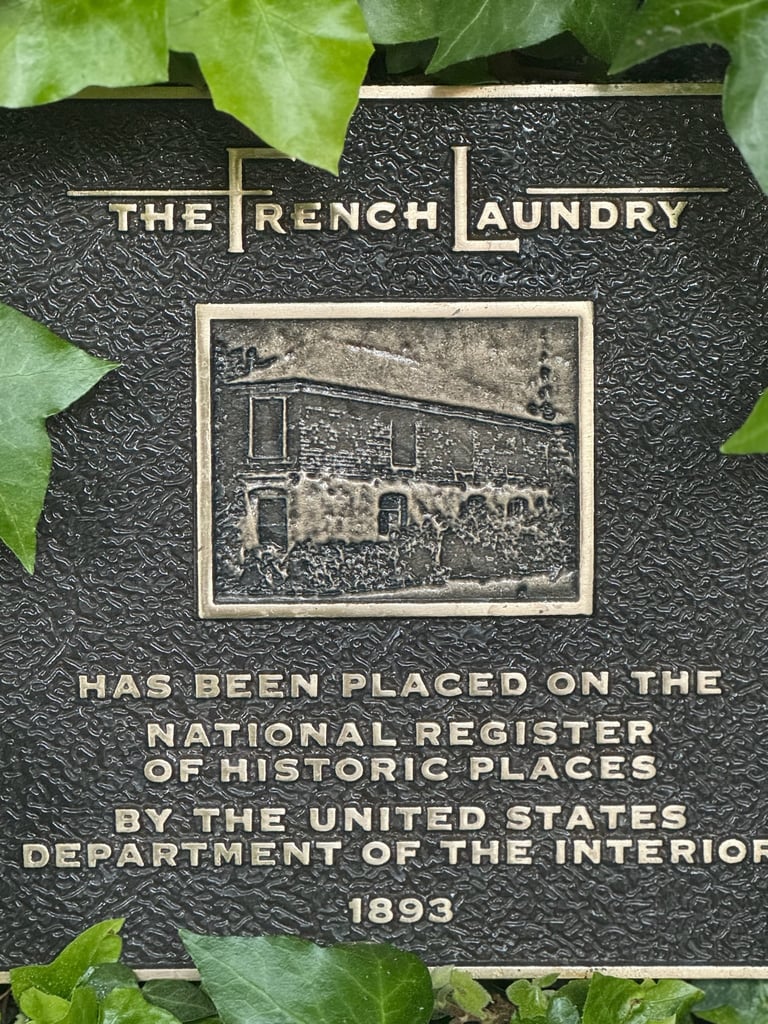 THE FRENCH LAUNDRY
HAS BEEN PLACED ON THE
NATIONAL REGISTER
OF HISTORIC PLACES
BY THE UNITED STATES
DEPARTMENT OF THE INTERIOR
1893